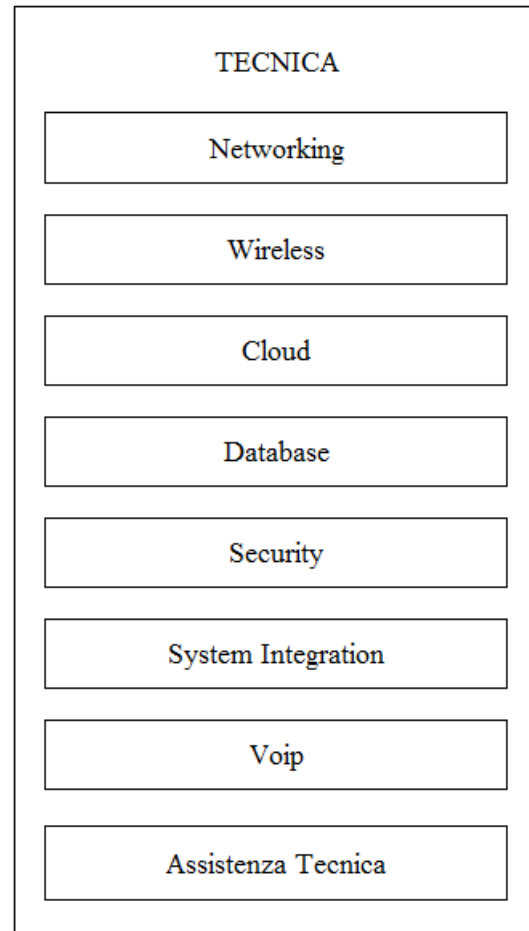 TECNICA
Networking
Wireless
Cloud
Database
Security
System Integration
Voip
Assistenza Tecnica